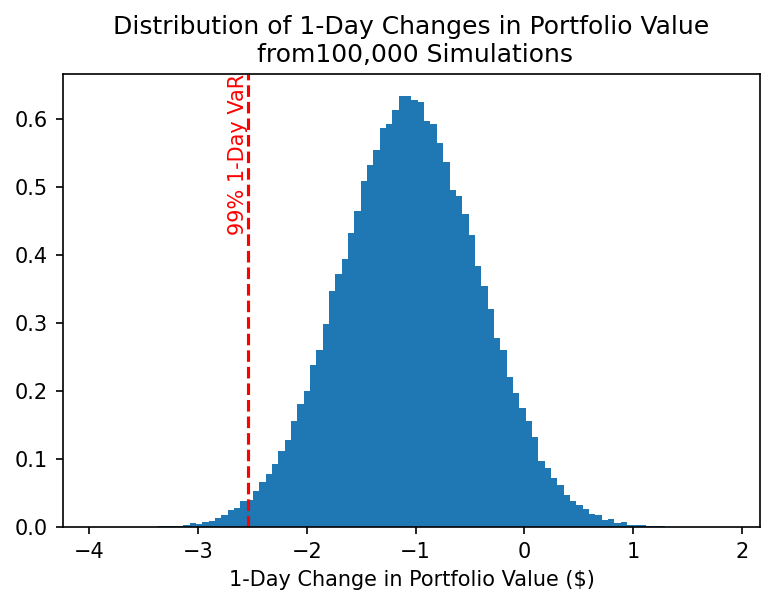 Distribution of 1-Day Changes in Portfolio Value
from100,000 Simulations
99% 1-Day VaR
0.6
0.5
0.4
0.3
0.2
0.1
0.0
−4 −3 −2 −1 0 1 2
1-Day Change in Portfolio Value ($)